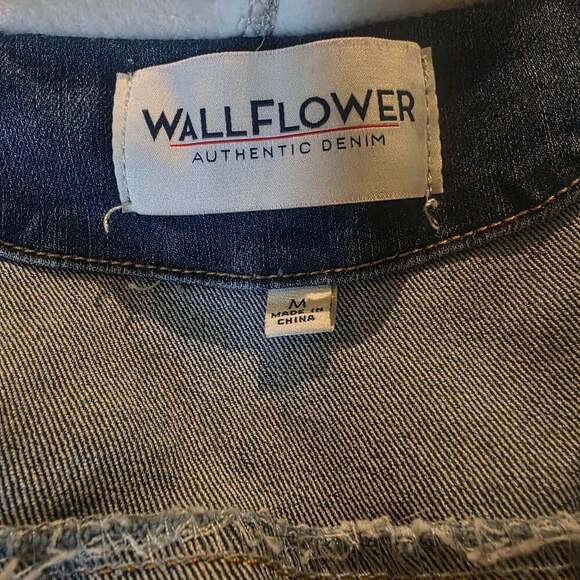 WALLFLOWER
AUTHENTIC DENIM
M
MADE IN
CHINA